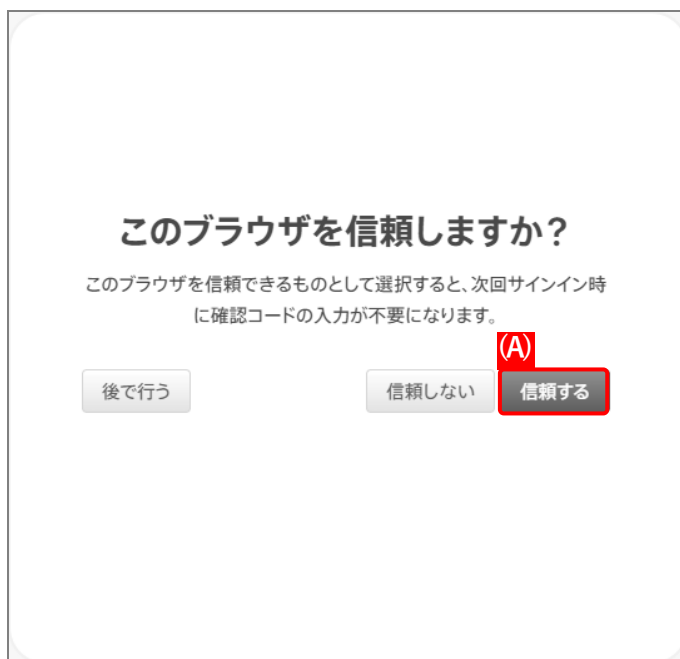 このブラウザを信頼しますか？
このブラウザを信頼できるものとして選択すると、次回サインイン時
に確認コードの入力が不要になります。
(A)
後で行う 信頼しない 信頼する